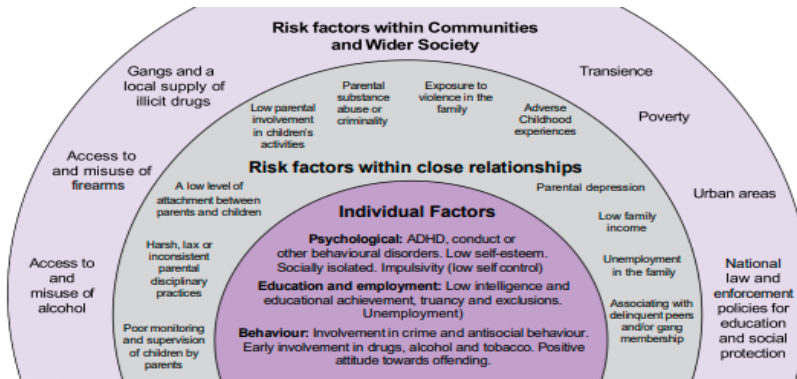 Risk factors within Communities
and Wider Society
Gangs and a
local supply of
illicit drugs
Access to
and misuse of
firearms
Access to
and
misuse of
alcohol
Transience
Poverty
Urban areas
National
law and
enforcement
policies for
education
and social
protection
Low parental
involvement
in children's
activities
Parental
substance
abuse or
criminality
Exposure to
violence in the
family
Adverse
Childhood
experiences
Risk factors within close relationships
A low level of
attachment between
parents and children
Harsh, lax or
inconsistent
parental
disciplinary
practices
Poor monitoring
and supervision
of children by
parents
Parental depression
Low family
income
Unemployment
in the family
Associating with
delinquent peers
and/or gang
membership
Individual Factors
Psychological: ADHD, conduct or
other behavioural disorders. Low self-esteem.
Socially isolated. Impulsivity (low self control)
Education and employment: Low intelligence and
educational achievement, truancy and exclusions.
Unemployment)
Behaviour: Involvement in crime and antisocial behaviour.
Early involvement in drugs, alcohol and tobacco. Positive
attitude towards offending.